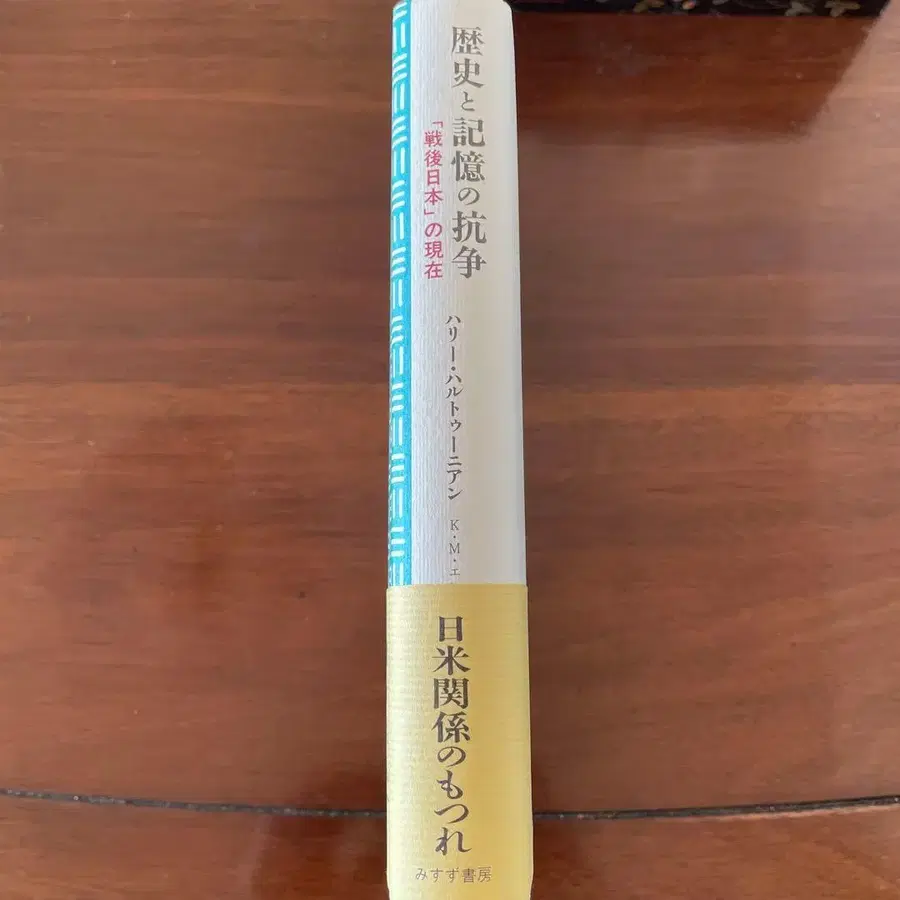 歴史と記憶の抗争
「戦後日本」の現在
ハリー・ハルトゥーニアン
K・M・エ
日米関係のもつれ
みすず書房